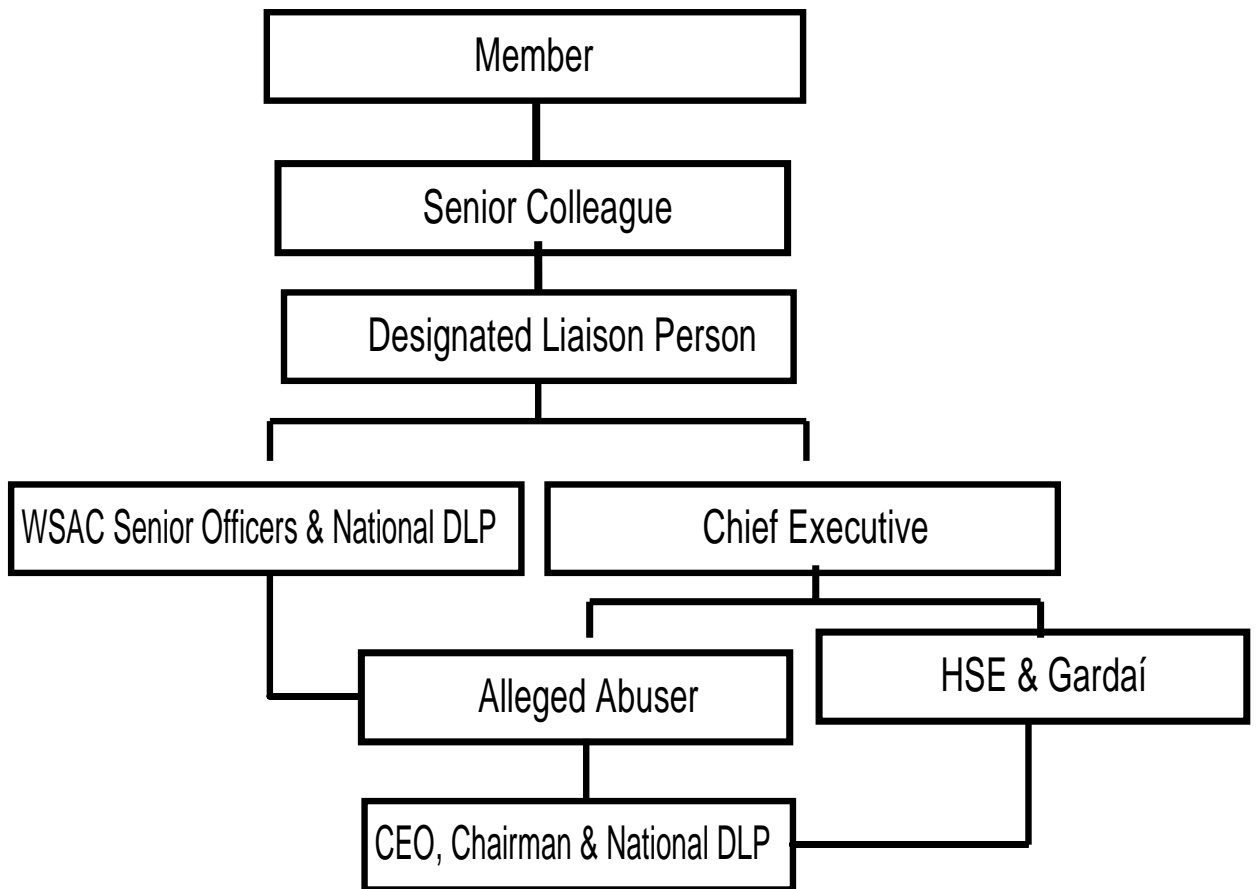 Member
Senior Colleague
Designated Liaison Person
WSAC Senior Officers & National DLP
Chief Executive
Alleged Abuser
HSE & Gardaí
CEO, Chairman & National DLP